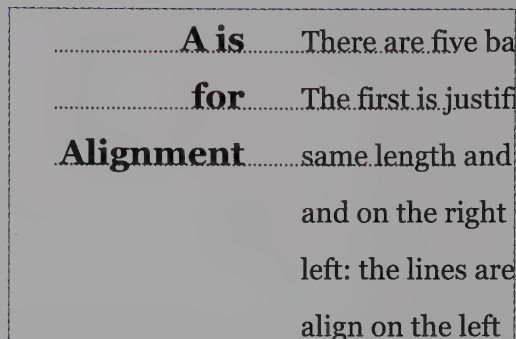 A is
for
Alignment
There are five
The first is
same length and
and on the right
left: the lines are
align on the left